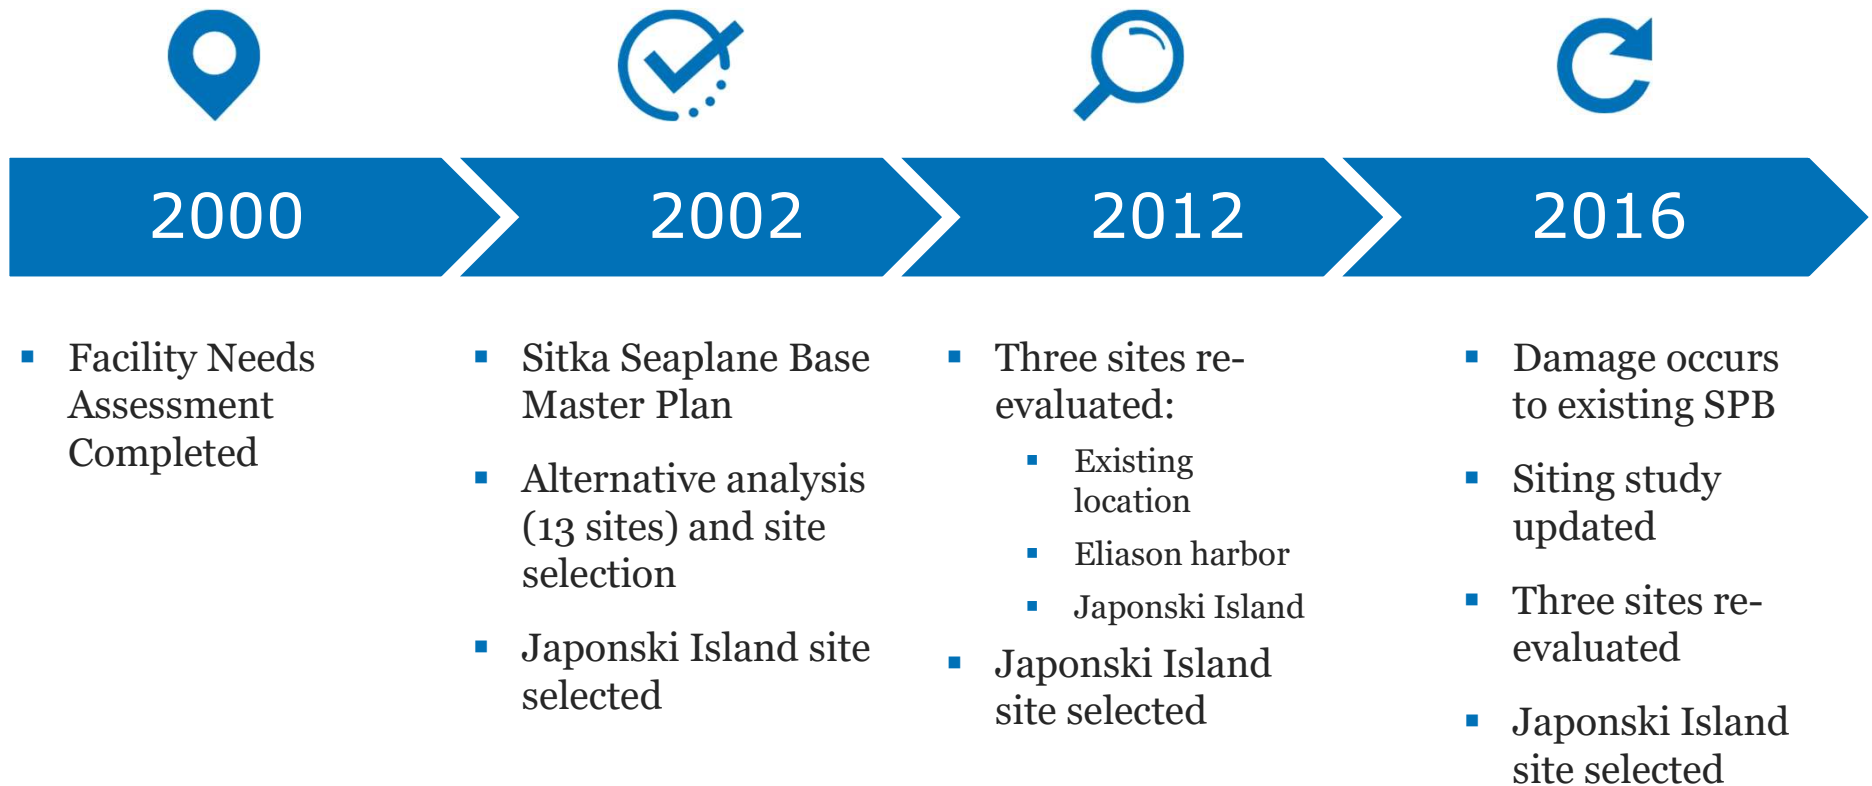 2000
2002
2012
2016
Facility Needs
Assessment
Completed
Sitka Seaplane Base
Master Plan
Alternative analysis
(13 sites) and site
selection
Japonski Island site
selected
Three sites re-
evaluated:
Existing
location
Eliason harbor
Japonski Island
Japonski Island
site selected
Damage occurs
to existing SPB
Siting study
updated
Three sites re-
evaluated
Japonski Island
site selected